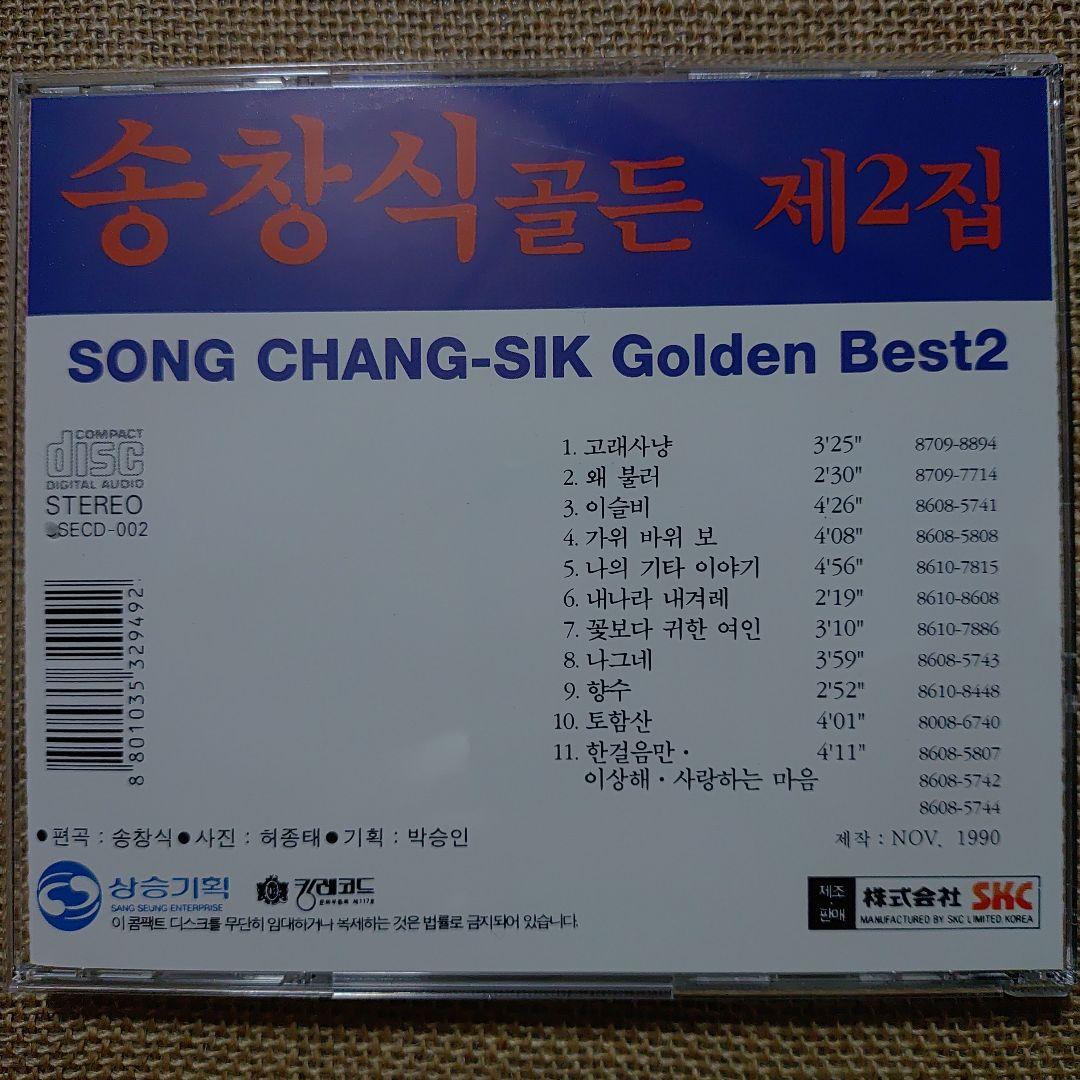 송창식골든 제2집
SONG CHANG-SIK Golden Best2
COMPACT
disc
DIGITAL AUDIO
STEREO
SECD-002
8 801035 329492
1. 고래사냥 3'25" 8709-8894
2. 왜 불러 2'30" 8709-7714
3. 이슬비 4'26" 8608-5741
4. 가위 바위 보 4'08" 8608-5808
5. 나의 기타 이야기 4'56" 8610-7815
6. 내나라 내겨레 2'19" 8610-8608
7. 꽃보다 귀한 여인 3'10" 8610-7886
8. 나그네 3'59" 8608-5743
9. 향수 2'52" 8610-8448
10. 토함산 4'01" 8008-6740
11. 한걸음만· 4'11" 8608-5807
이상해·사랑하는 마음 8608-5742
8608-5744
●편곡 : 송창식●사진 : 허종태●기획 : 박승인
제작 : NOV, 1990
상승기획
SANG SEUNG ENTERPRISE
킹레코드
문화부등록 제117호
이 콤팩트 디스크를 무단히 임대하거나 복제하는 것은 법률로 금지되어 있습니다.
제조
판매
株式会社 SKC
MANUFACTURED BY SKC LIMITED, KOREA